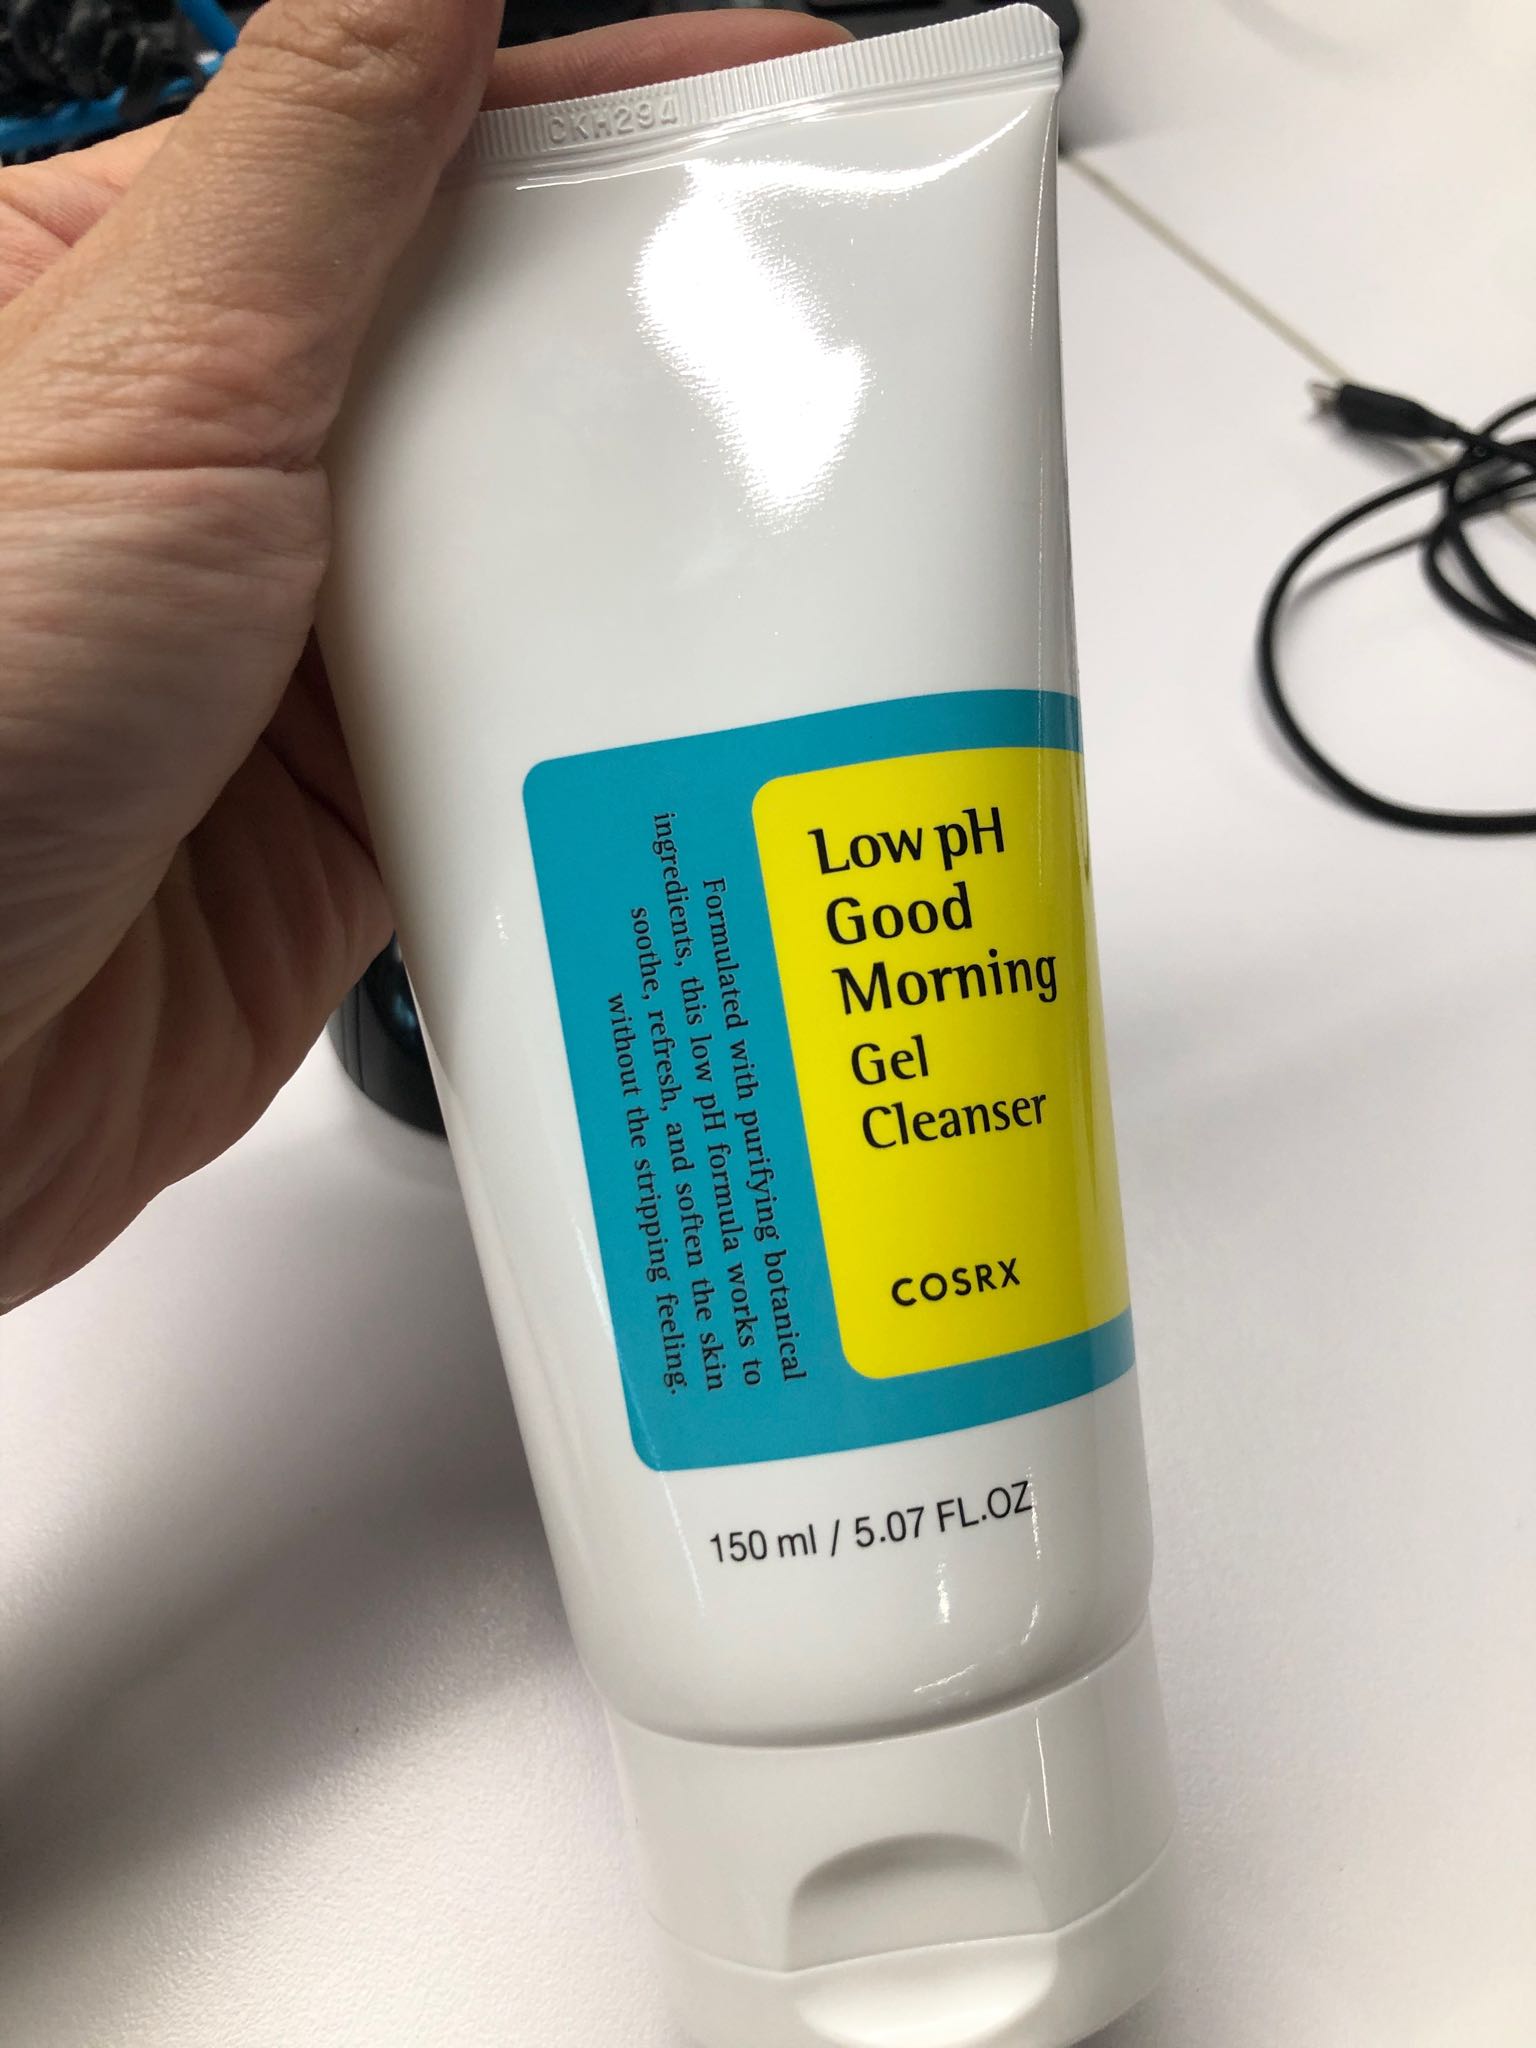 CKH294
Low pH
Good
Morning
Gel
Cleanser
COSRX
Formulated with purifying botanical
ingredients, this low pH formula works to
soothe, refresh, and soften the skin
without the stripping feeling.
150 ml / 5.07 FL.OZ